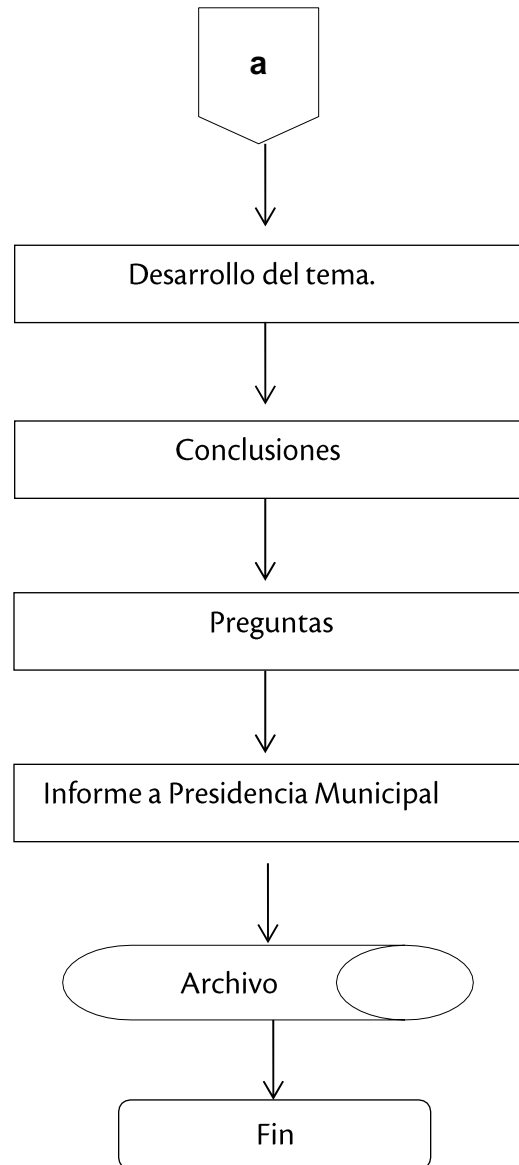 a
Desarrollo del tema.
Conclusiones
Preguntas
Informe a Presidencia Municipal
Archivo
Fin